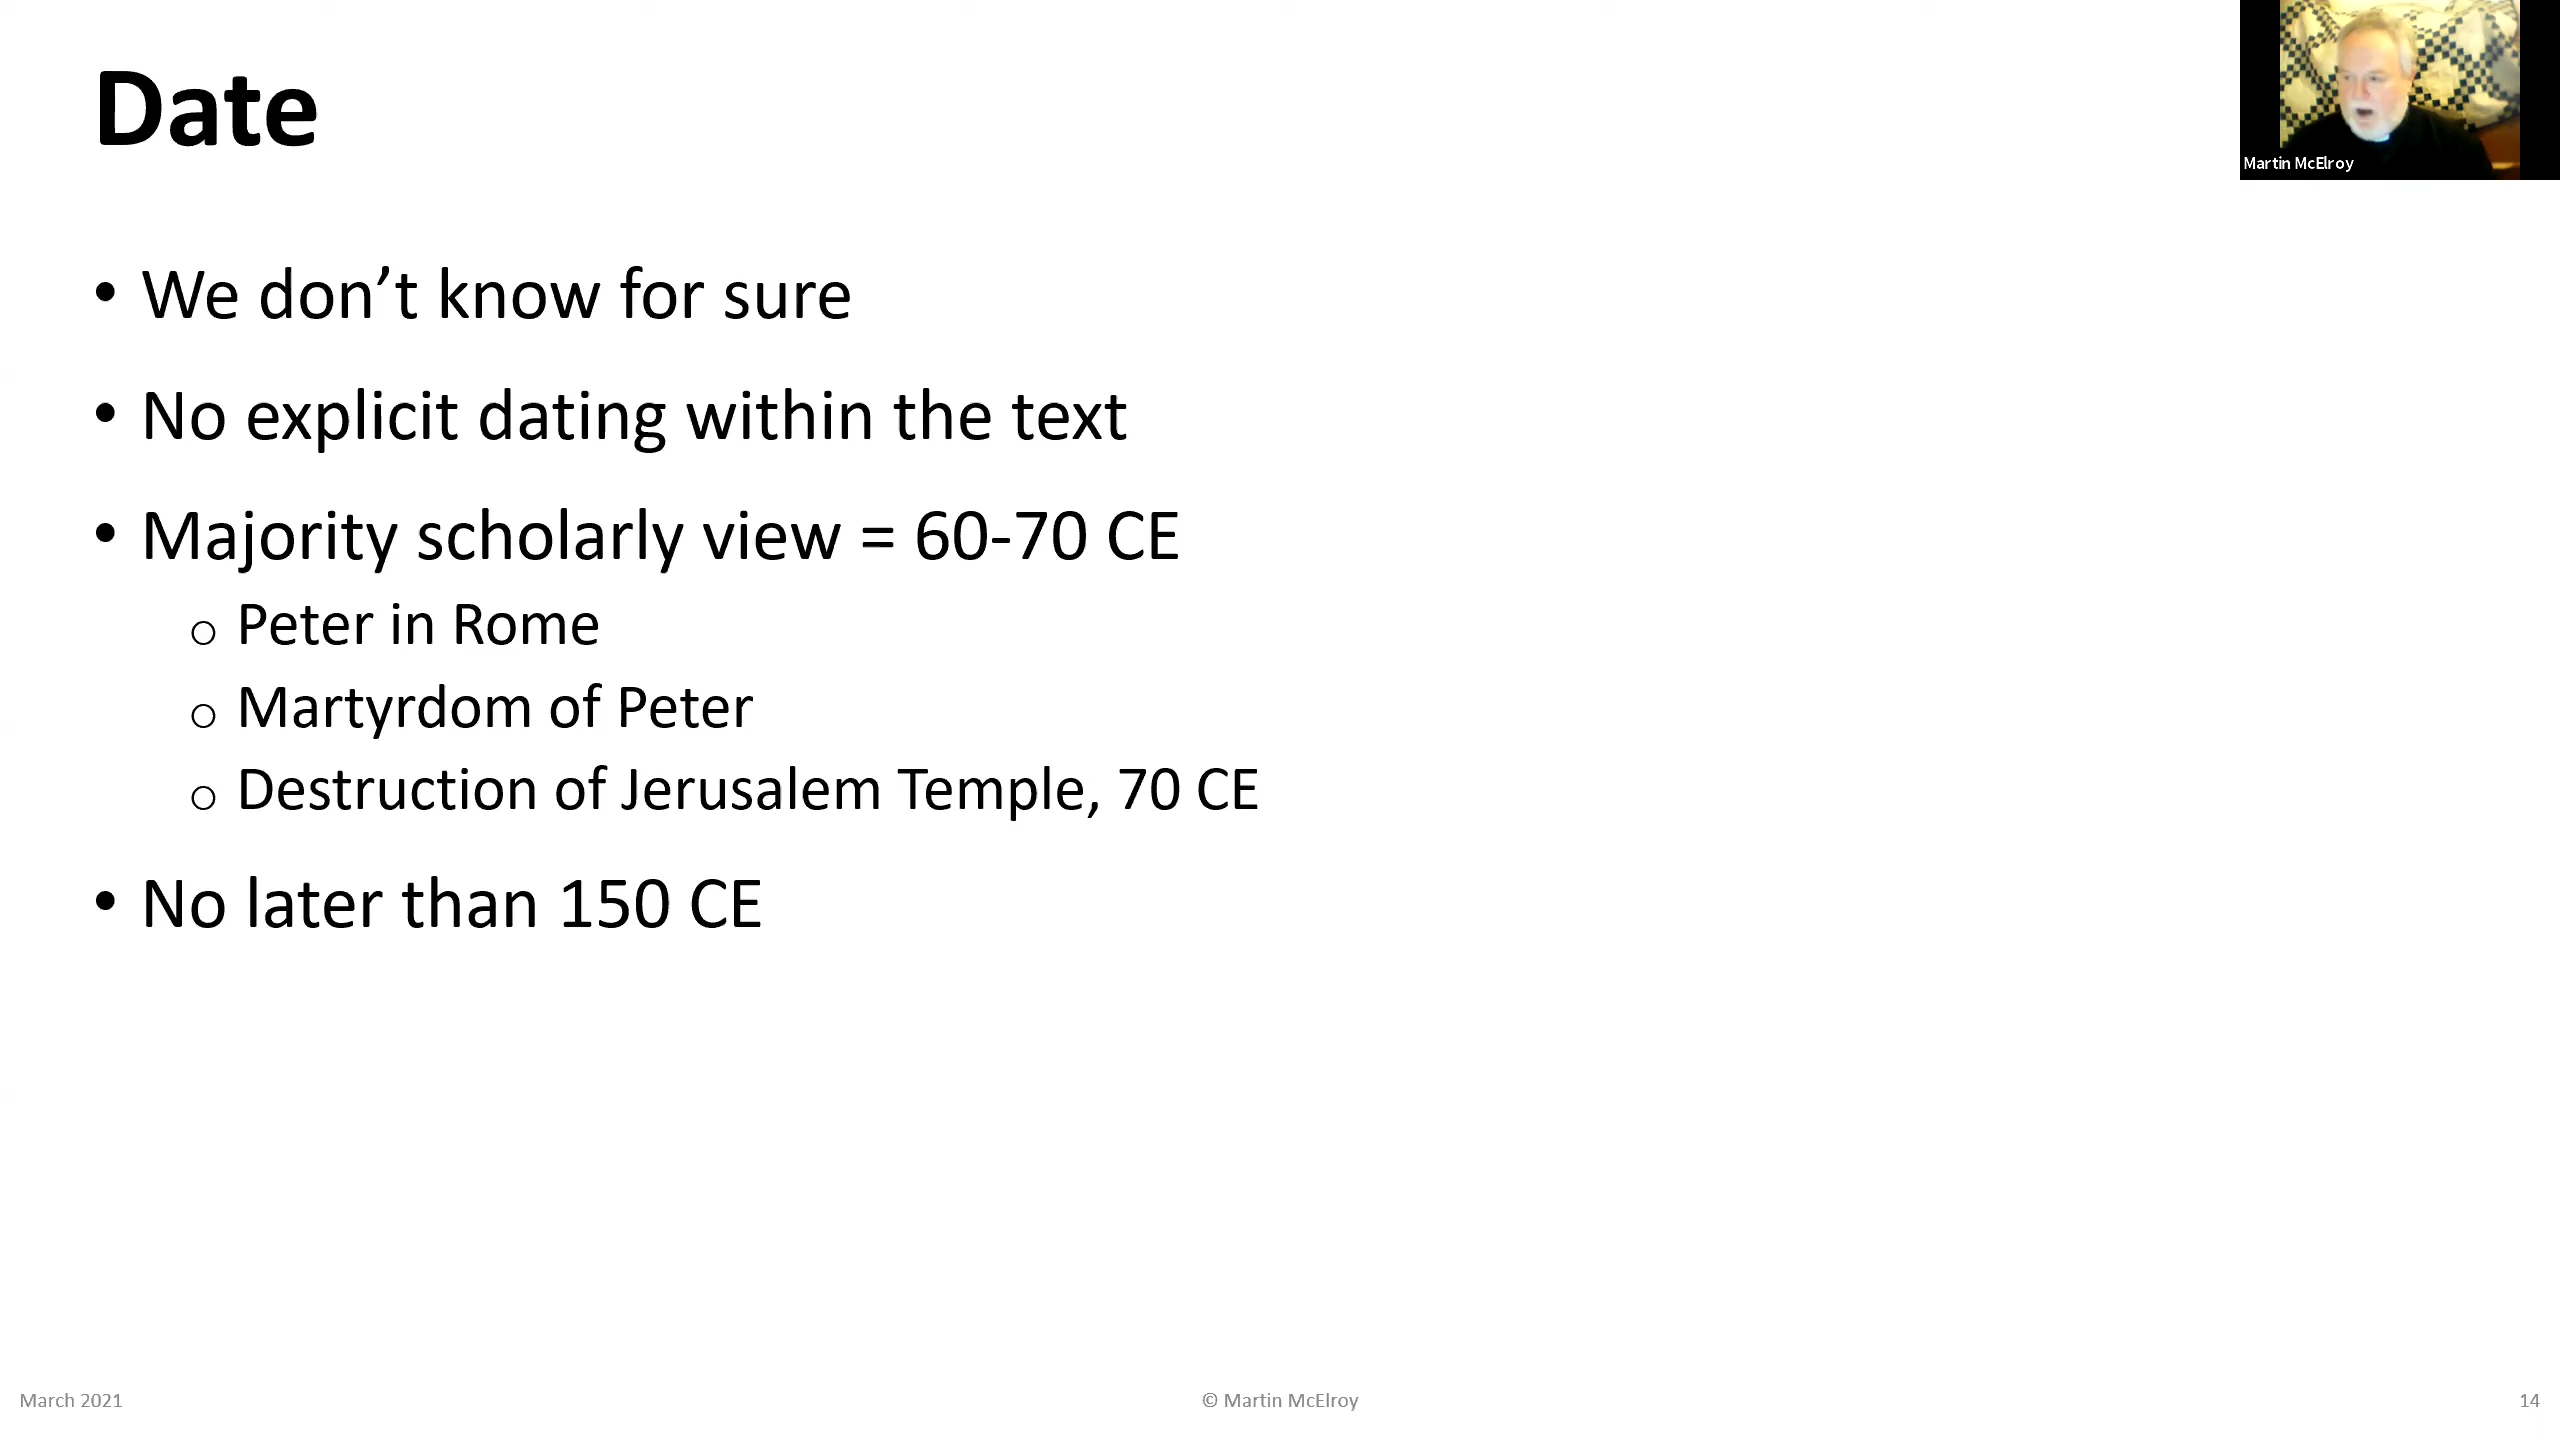 Date
Martin McElroy
• We don’t know for sure
• No explicit dating within the text
• Majority scholarly view = 60-70 CE
o Peter in Rome
o Martyrdom of Peter
o Destruction of Jerusalem Temple, 70 CE
• No later than 150 CE
March 2021
© Martin McElroy
14